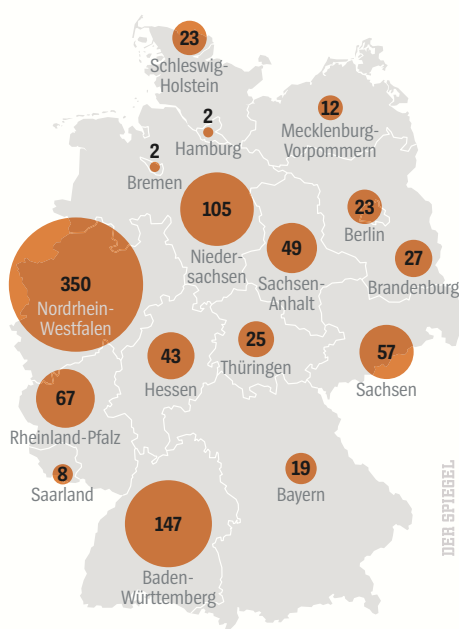 23
Schleswig-
Holstein
12
Mecklenburg-
Vorpommern
2
Hamburg
2
Bremen
105
Nieder-
sachsen
23
Berlin
49
Sachsen-
Anhalt
27
Brandenburg
350
Nordrhein-
Westfalen
43
Hessen
25
Thüringen
57
Sachsen
67
Rheinland-Pfalz
8
Saarland
19
Bayern
147
Baden-
Württemberg
DER SPIEGEL